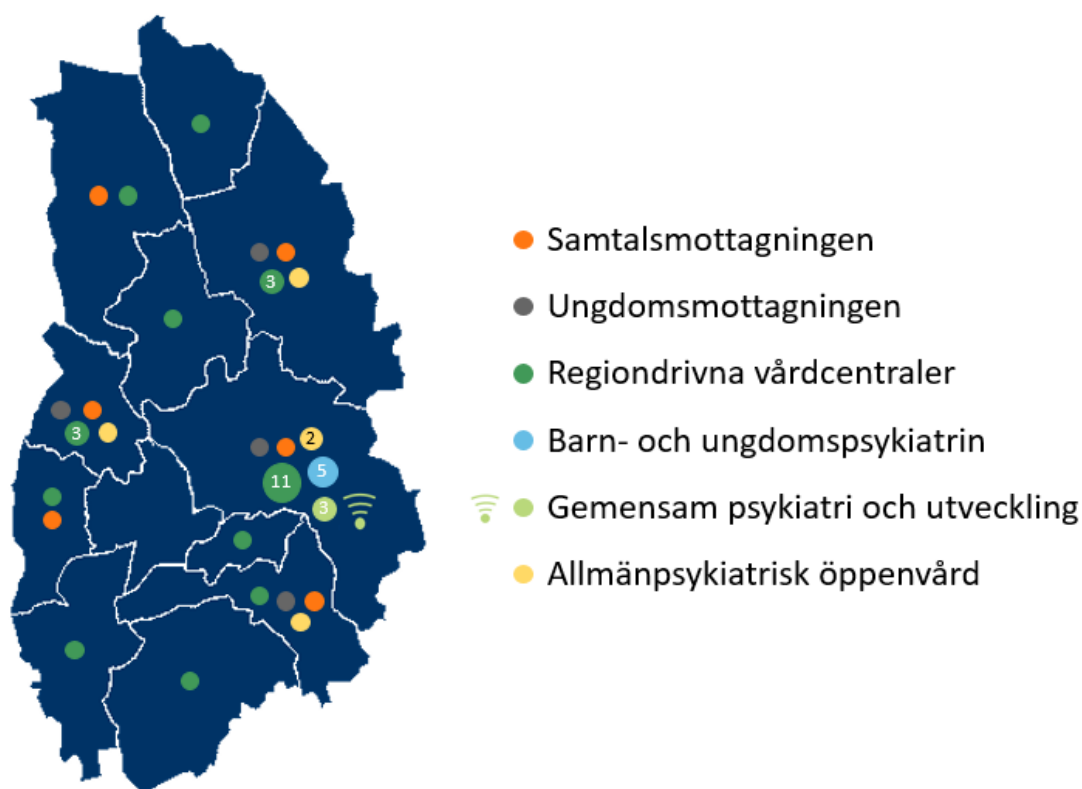 3
3
2
5
11
3
Samtalsmottagningen
Ungdomsmottagningen
Regiondrivna vårdcentraler
Barn- och ungdomspsykiatrin
Gemensam psykiatri och utveckling
Allmänpsykiatrisk öppenvård